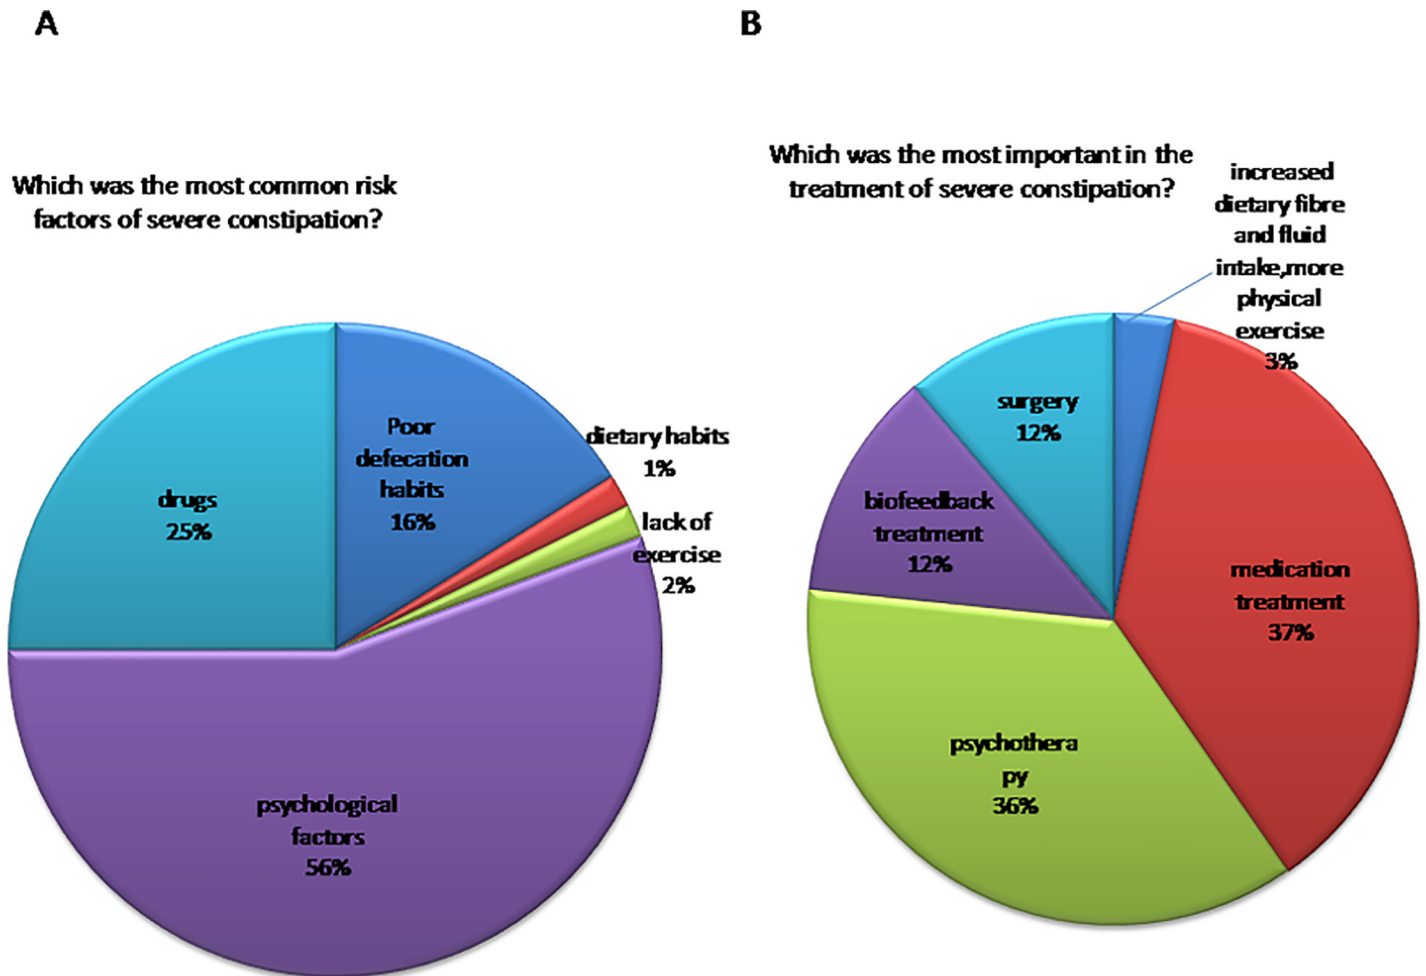 A
Which was the most common risk
factors of severe constipation?
Poor
defecation
habits
16%
dietary habits
1%
lack of
exercise
2%
drugs
25%
psychological
factors
56%
B
Which was the most important in the
treatment of severe constipation?
increased
dietary fibre
and fluid
intake,more
physical
exercise
3%
surgery
12%
biofeedback
treatment
12%
medication
treatment
37%
psychothera
py
36%